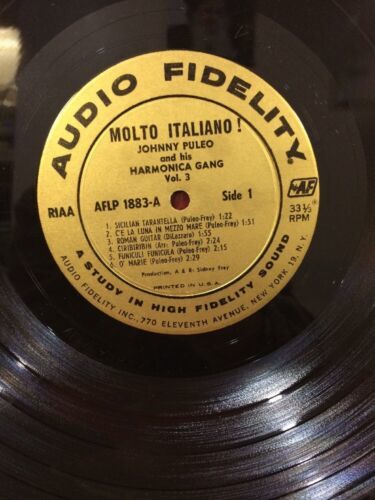 AUDIO FIDELITY®
MOLTO ITALIANO!
JOHNNY PULEO
and his
HARMONICA GANG
Vol. 3
RIAA
AFLP 1883-A
Side 1
AF
33⅓
RPM
1. SICILIAN TARANTELLA (Puleo-Frey) 1:22
2. C'E LA LUNA IN MEZZO MARE (Puleo-Frey) 1:51
3. ROMAN GUITAR (DiLazzaro) 1:55
4. CIRIBIRIBIN (Arr. Puleo-Frey) 2:24
5. FUNICULI FUNICOLA (Puleo-Frey) 2:15
6. O' MARIE (Puleo-Frey) 2:29
Production, A & R: Sidney Frey
PRINTED IN U.S.A.
A STUDY IN HIGH FIDELITY SOUND
AUDIO FIDELITY INC., 770 ELEVENTH AVENUE, NEW YORK 19, N.Y.